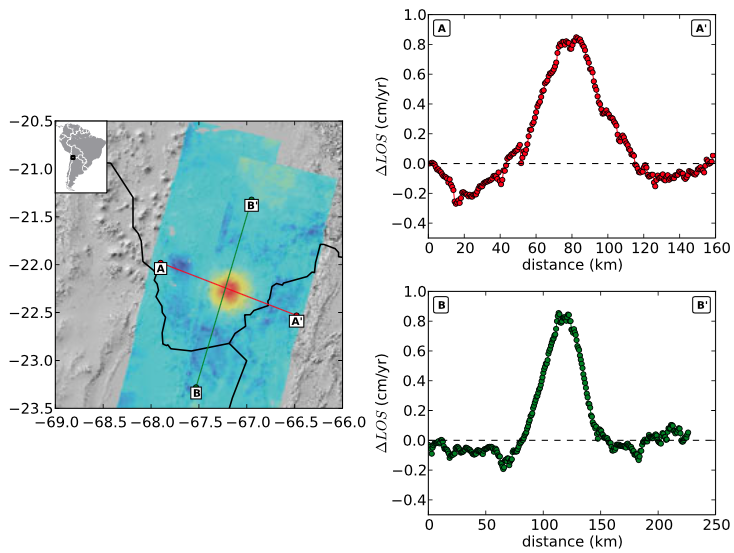 −20.5
−21.0
−21.5
−22.0
−22.5
−23.0
−23.5
−69.0 −68.5 −68.0 −67.5 −67.0 −66.5 −66.0
B'
A
A'
B
A A'
1.0
0.8
0.6
0.4
0.2
0.0
−0.2
−0.4
ΔLOS (cm/yr)
0 20 40 60 80 100 120 140 160
distance (km)
B B'
1.0
0.8
0.6
0.4
0.2
0.0
−0.2
−0.4
ΔLOS (cm/yr)
0 50 100 150 200 250
distance (km)